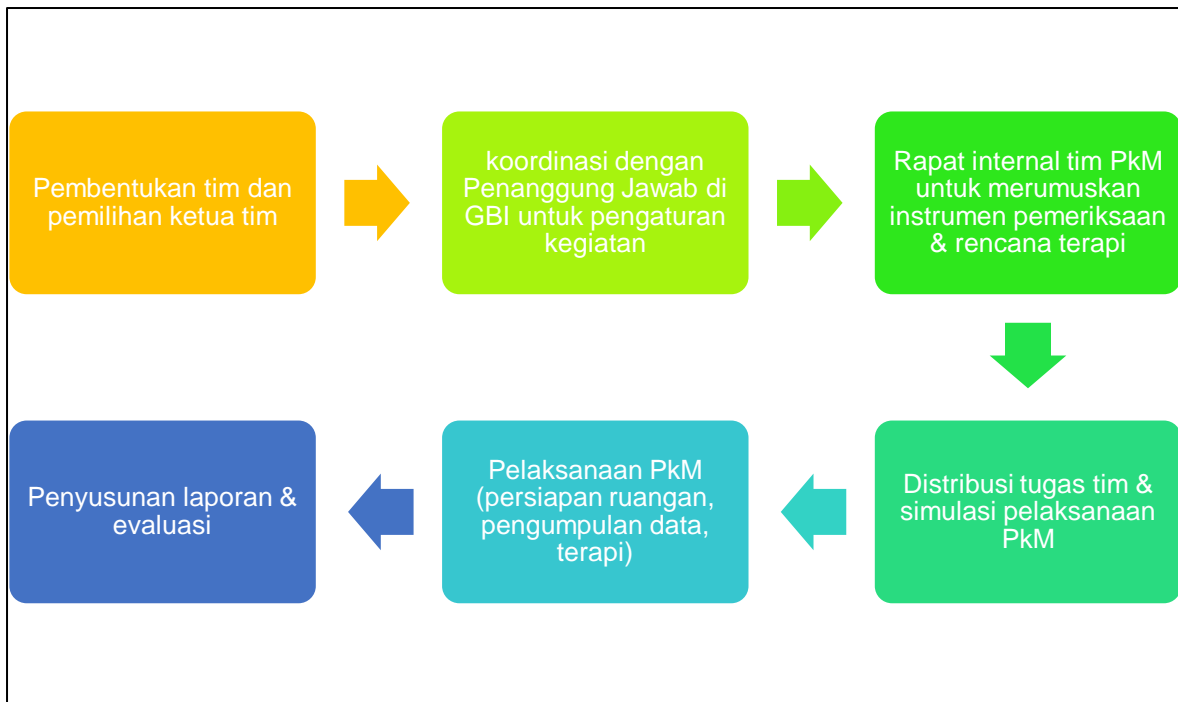 Pembentukan tim dan
pemilihan ketua tim
koordinasi dengan
Penanggung Jawab di
GBI untuk pengaturan
kegiatan
Rapat internal tim PkM
untuk merumuskan
instrumen pemeriksaan
& rencana terapi
Distribusi tugas tim &
simulasi pelaksanaan
PkM
Pelaksanaan PkM
(persiapan ruangan,
pengumpulan data,
terapi)
Penyusunan laporan &
evaluasi